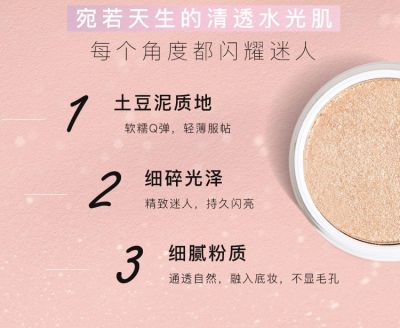 宛若天生的清透水光肌
每个角度都闪耀迷人
1 土豆泥质地
软糯Q弹，轻薄服帖
2 细碎光泽
精致迷人，持久闪亮
3 细腻粉质
通透自然，融入底妆，不显毛孔